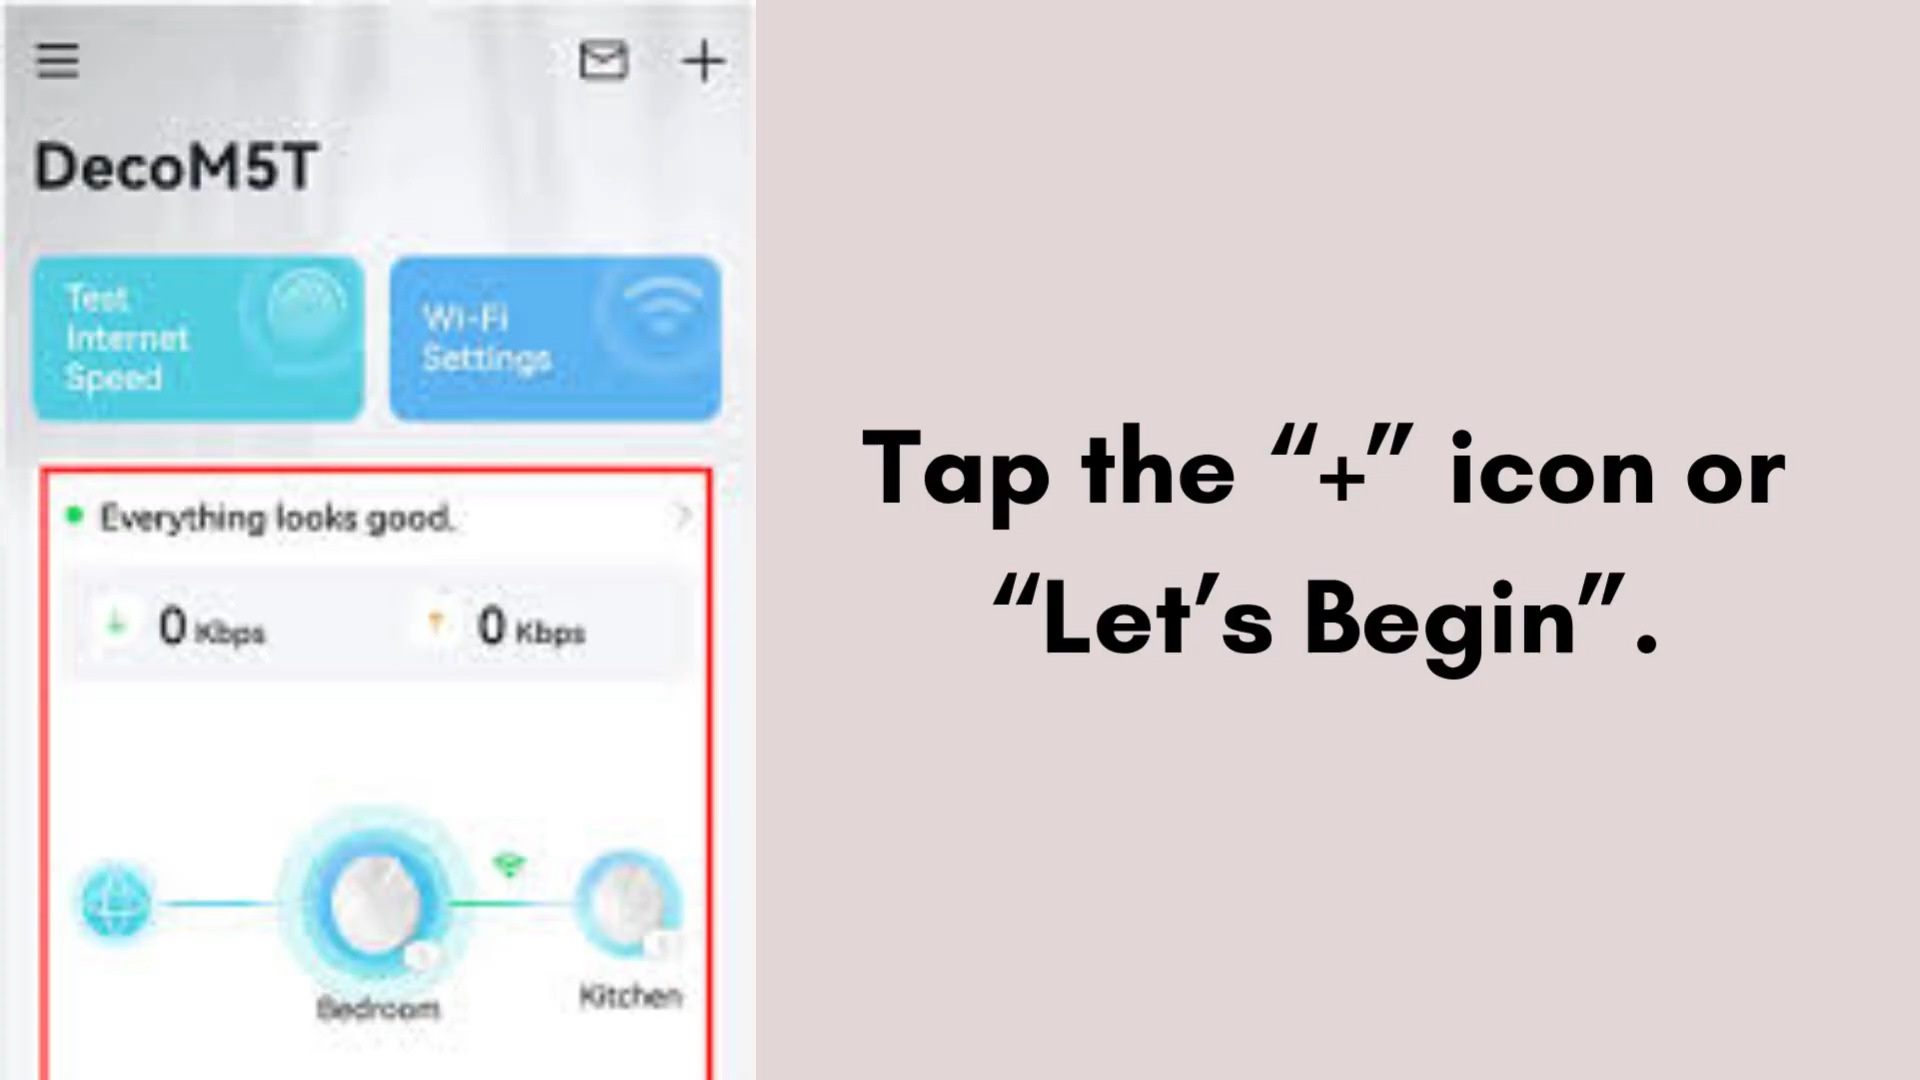 DecoM5T
Test
Internet
Speed
Wi-Fi
Settings
Everything looks good.
0 Kbps
0 Kbps
Bedroom
Kitchen
Tap the “+” icon or
“Let’s Begin”.